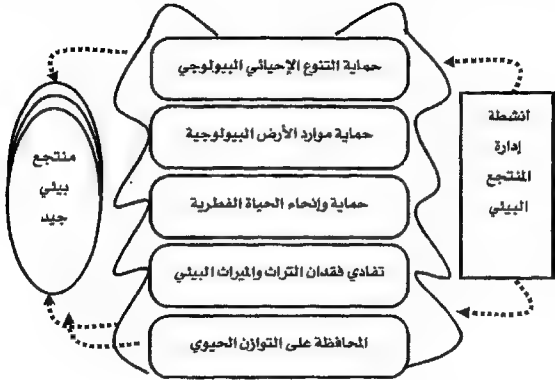 أنشطة
إدارة
المنتجع
البيئي
حماية التنوع الإحيائي البيولوجي
حماية موارد الأرض البيولوجية
حماية وإنحاء الحياة الفطرية
تفادي فقدان التراث والميراث البيئي
المحافظة على التوازن الحيوي
منتجع
بيئي
جيد